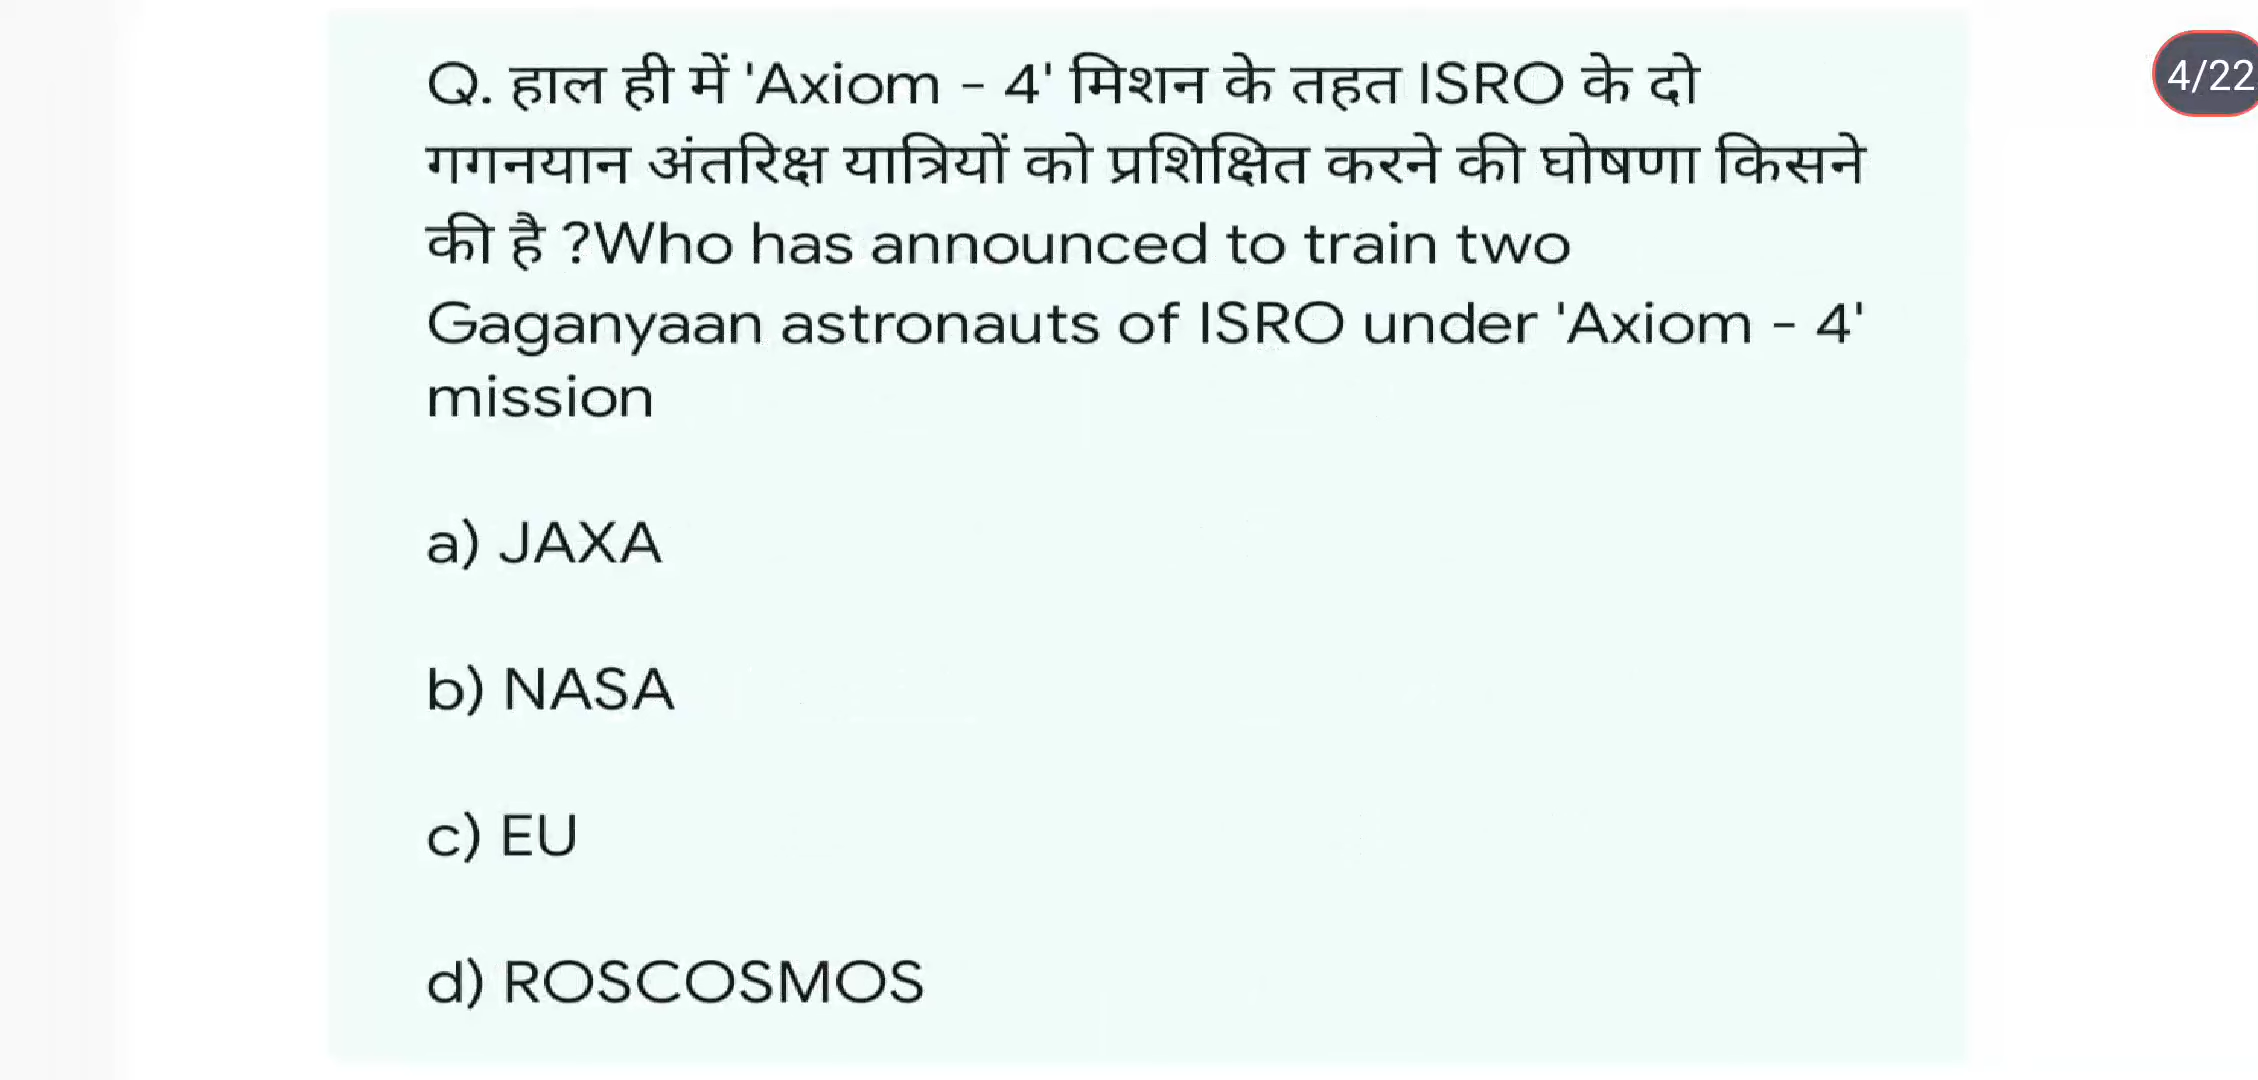 Q. हाल ही में 'Axiom - 4' मिशन के तहत ISRO के दो
गगनयान अंतरिक्ष यात्रियों को प्रशिक्षित करने की घोषणा किसने
की है ?Who has announced to train two
Gaganyaan astronauts of ISRO under 'Axiom - 4'
mission
a) JAXA
b) NASA
c) EU
d) ROSCOSMOS
4/22